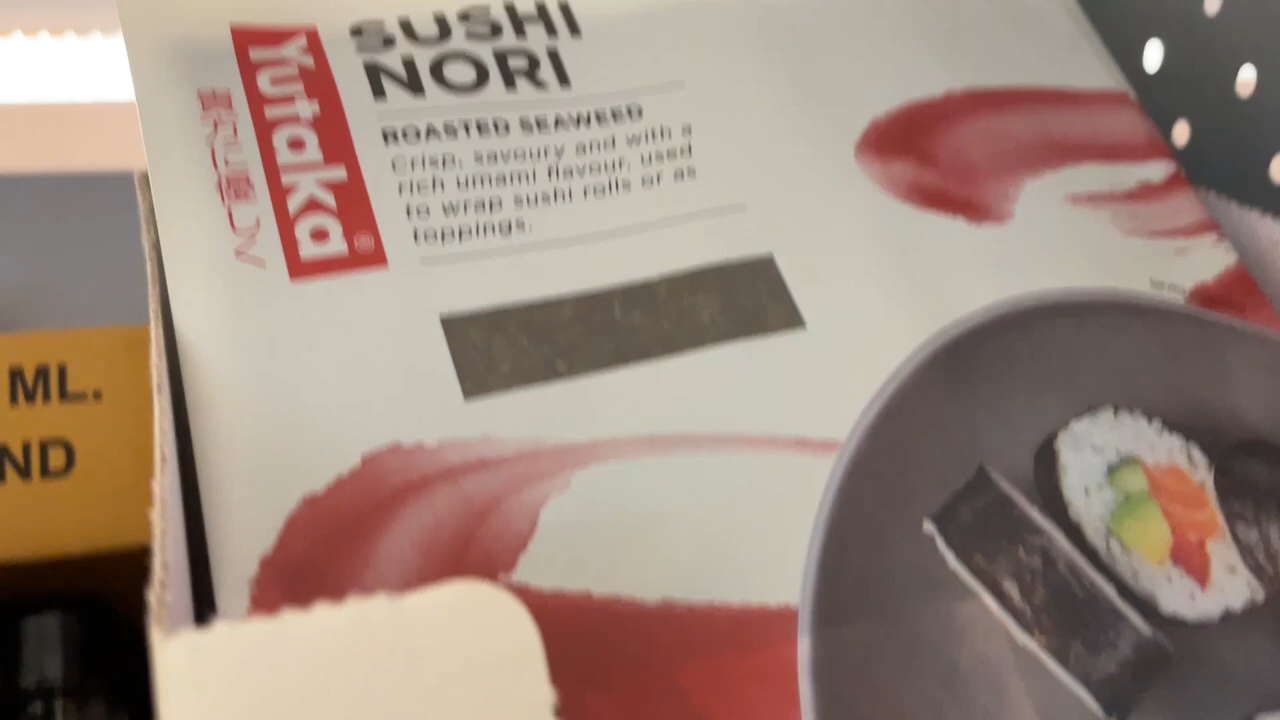 SUSHI
NORI
Yutaka®
ROASTED SEAWEED
Crisp, savoury and with a
rich umami flavour, used
to wrap sushi rolls or as
toppings.
ML.
ND